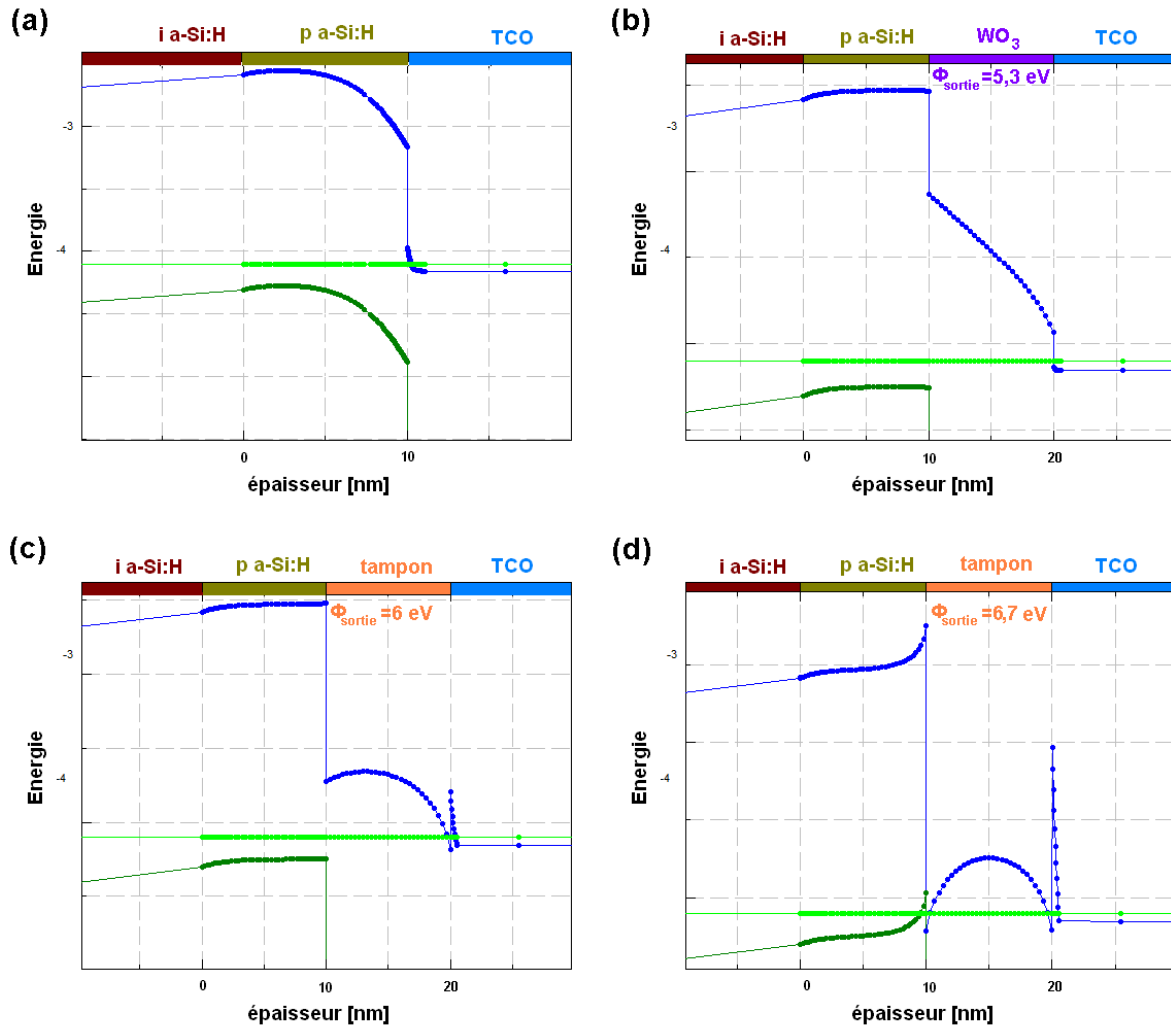 (a)
i a-Si:H p a-Si:H TCO
-3
-4
Energie
0 10
épaisseur [nm]
(b)
i a-Si:H p a-Si:H WO3 TCO
Φsortie =5,3 eV
-3
-4
Energie
0 10 20
épaisseur [nm]
(c)
i a-Si:H p a-Si:H tampon TCO
Φsortie =6 eV
-3
-4
Energie
0 10 20
épaisseur [nm]
(d)
i a-Si:H p a-Si:H tampon TCO
Φsortie =6,7 eV
-3
-4
Energie
0 10 20
épaisseur [nm]